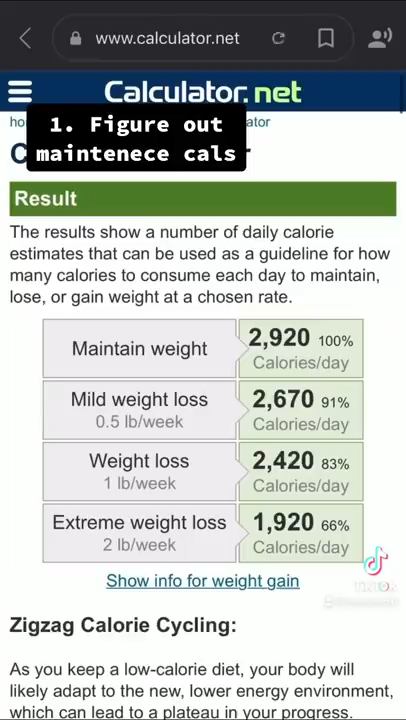 www.calculator.net
Calculator.net
1. Figure out
maintenece cals
Result
The results show a number of daily calorie
estimates that can be used as a guideline for how
many calories to consume each day to maintain,
lose, or gain weight at a chosen rate.
Maintain weight
2,920 100%
Calories/day
Mild weight loss
0.5 lb/week
2,670 91%
Calories/day
Weight loss
1 lb/week
2,420 83%
Calories/day
Extreme weight loss
2 lb/week
1,920 66%
Calories/day
Show info for weight gain
TikTok
Zigzag Calorie Cycling:
As you keep a low-calorie diet, your body will
likely adapt to the new, lower energy environment,
which can lead to a plateau in your progress.